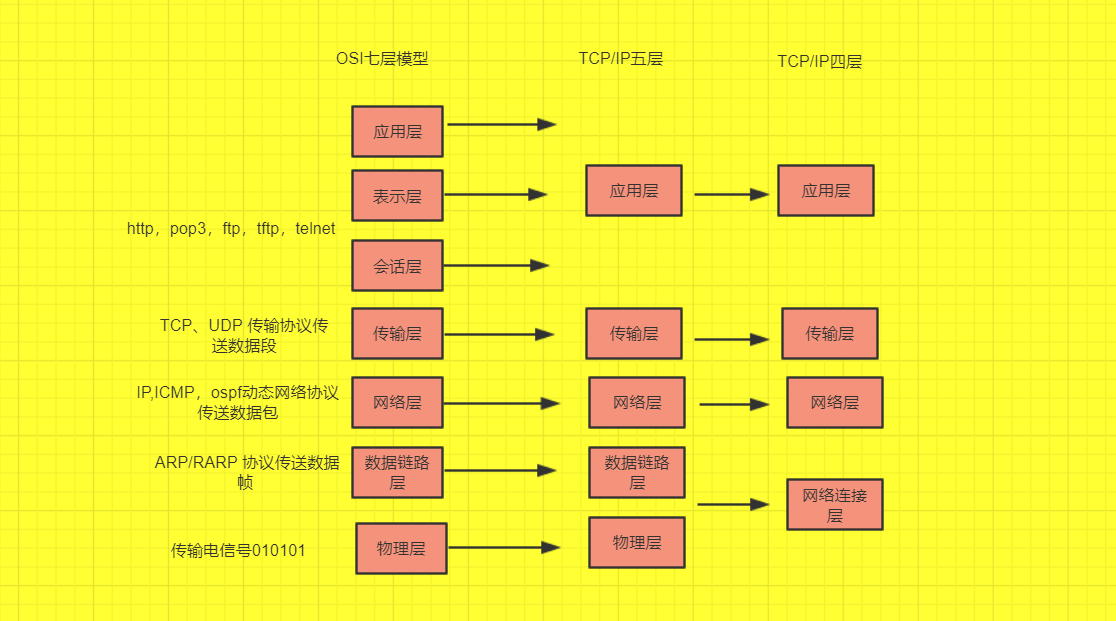 OSI七层模型
TCP/IP五层
TCP/IP四层
应用层
表示层
应用层
应用层
http，pop3，ftp，tftp，telnet
会话层
TCP、UDP 传输协议传
送数据段
传输层
传输层
传输层
IP,ICMP，ospf动态网络协议
传送数据包
网络层
网络层
网络层
ARP/RARP 协议传送数据
帧
数据链路
层
数据链路
层
网络连接
层
传输电信号010101
物理层
物理层